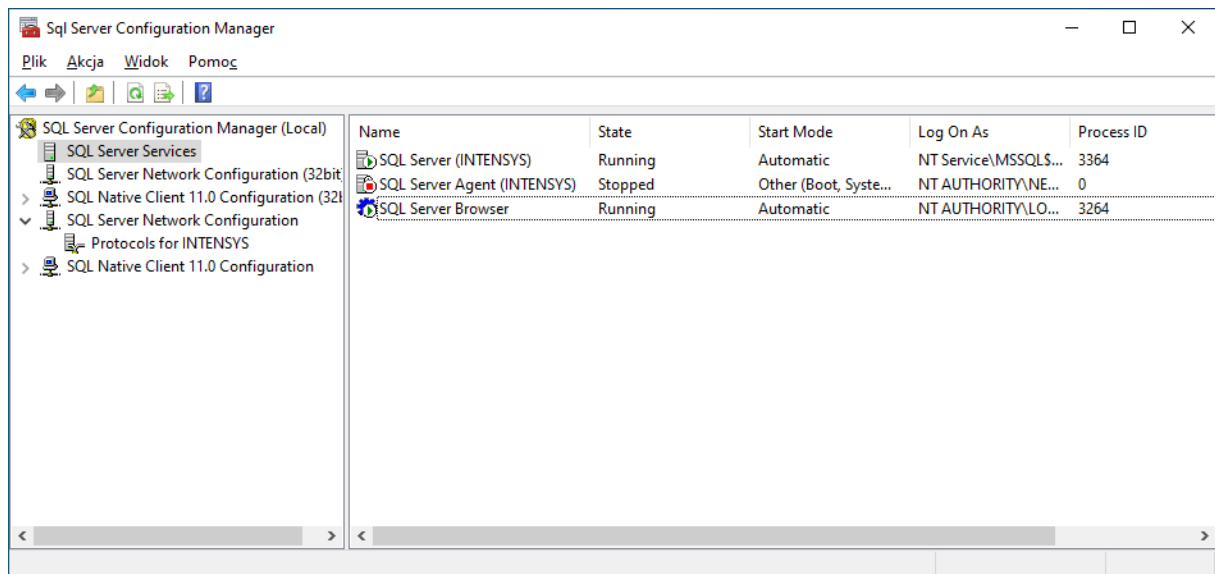 Sql Server Configuration Manager
Plik Akcja Widok Pomoc
SQL Server Configuration Manager (Local)
SQL Server Services
SQL Server Network Configuration (32bit)
SQL Native Client 11.0 Configuration (32b
SQL Server Network Configuration
Protocols for INTENSYS
SQL Native Client 11.0 Configuration
Name State Start Mode Log On As Process ID
SQL Server (INTENSYS) Running Automatic NT Service\MSSQL$... 3364
SQL Server Agent (INTENSYS) Stopped Other (Boot, Syste... NT AUTHORITY\NE... 0
SQL Server Browser Running Automatic NT AUTHORITY\LO... 3264